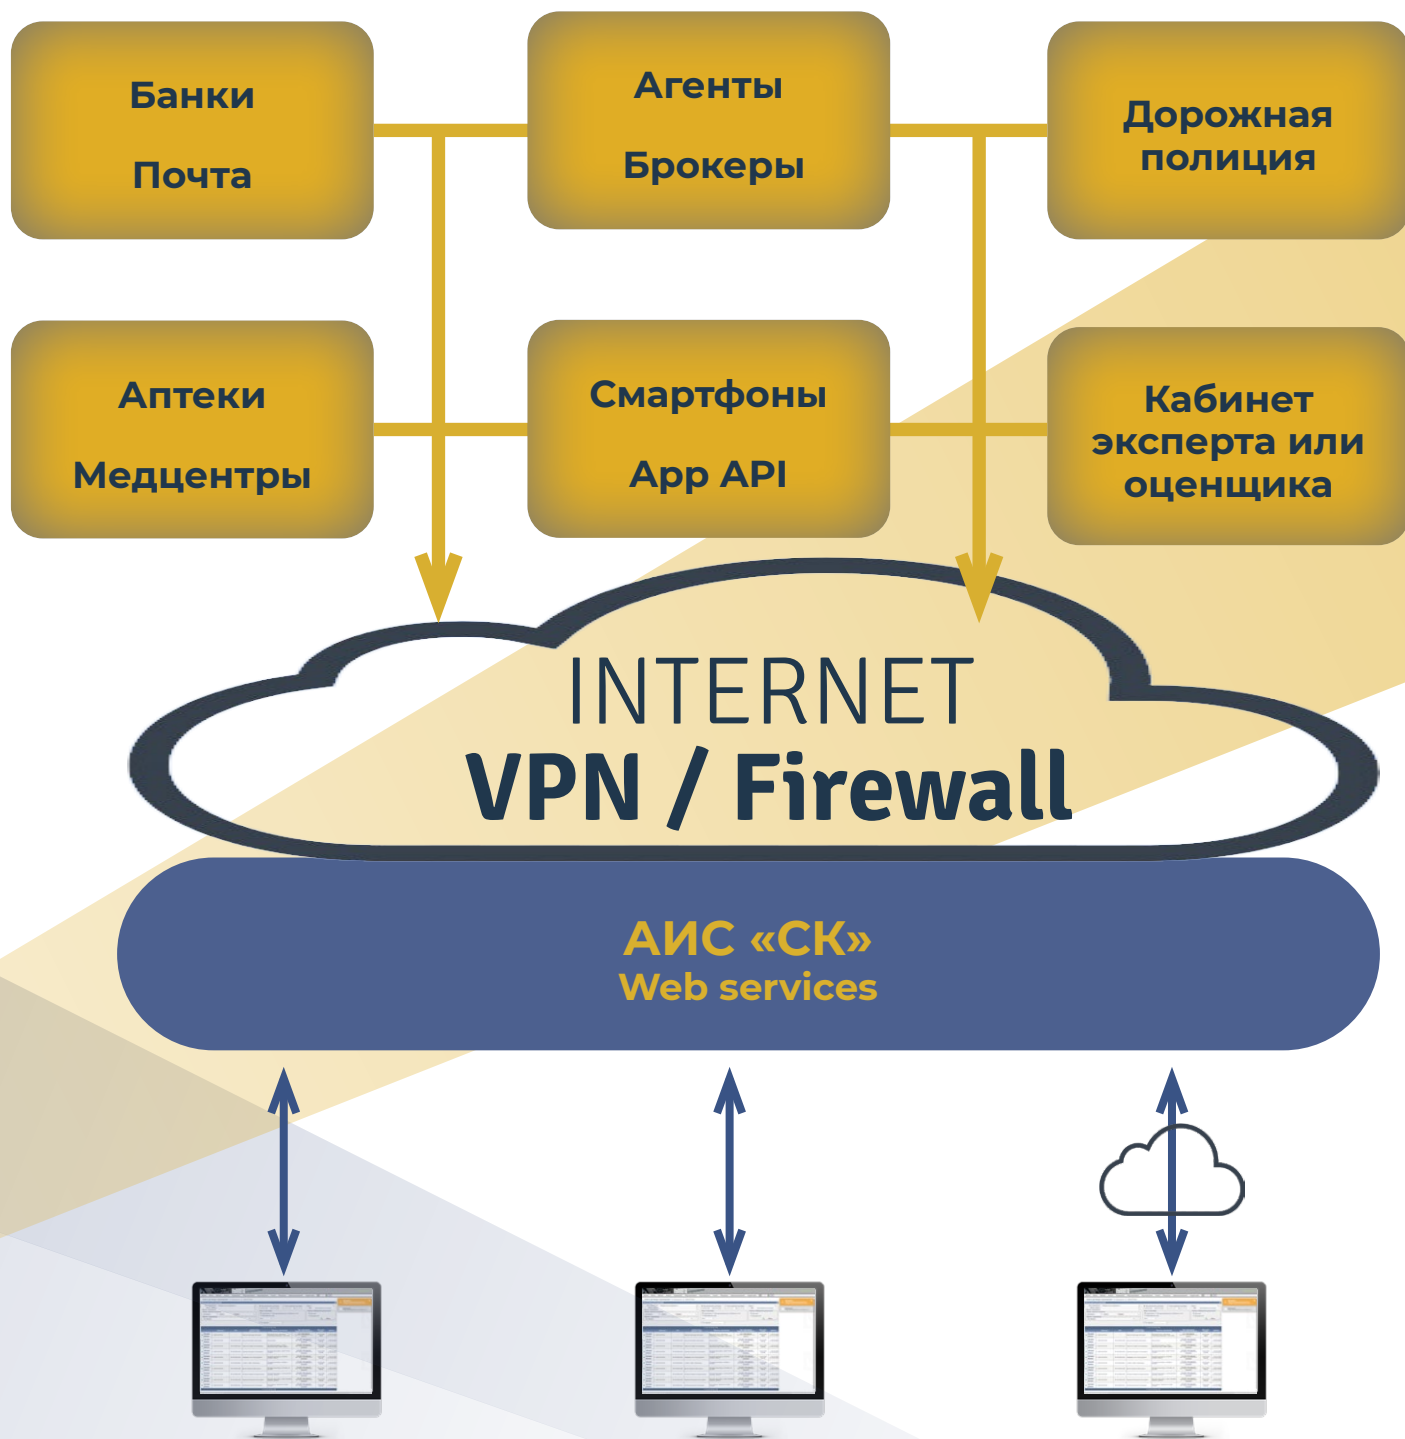 Банки
Почта
Агенты
Брокеры
Дорожная
полиция
Аптеки
Медцентры
Смартфоны
App API
Кабинет
эксперта или
оценщика
INTERNET
VPN / Firewall
АИС «СК»
Web services